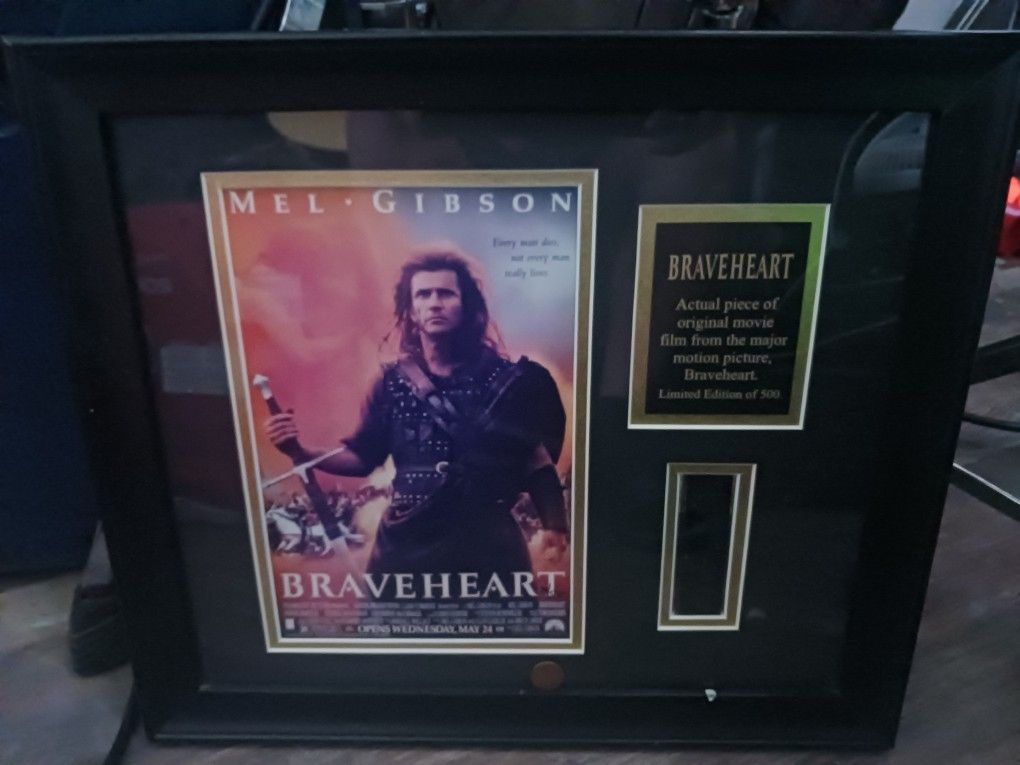 MEL · GIBSON
Every man dies,
not every man
really lives
BRAVEHEART
OPENS WEDNESDAY, MAY 24
BRAVEHEART
Actual piece of
original movie
film from the major
motion picture,
Braveheart.
Limited Edition of 500